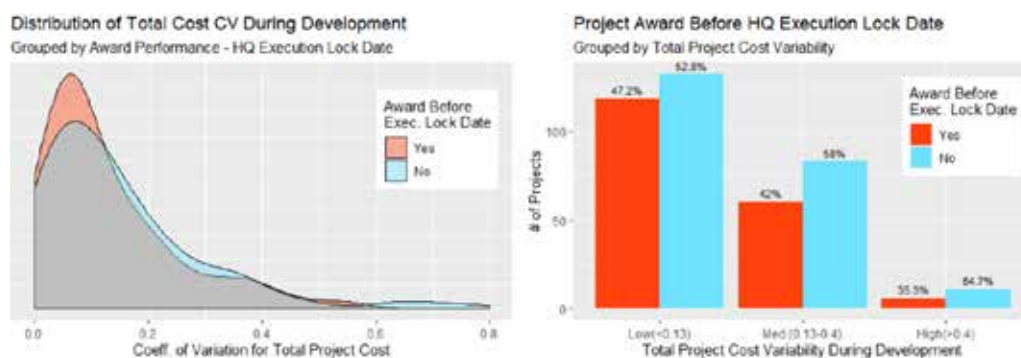 Distribution of Total Cost CV During Development
Grouped by Award Performance - HQ Execution Lock Date
Award Before
Exec. Lock Date
Yes
No
0.0 0.2 0.4 0.6 0.8
Coeff. of Variation for Total Project Cost
Project Award Before HQ Execution Lock Date
Grouped by Total Project Cost Variability
# of Projects
100
50
0
47.2% 52.8%
42% 58%
35.3% 64.7%
Award Before
Exec. Lock Date
Yes
No
Low(<0.13) Med.(0.13-0.4) High(>0.4)
Total Project Cost Variability During Development